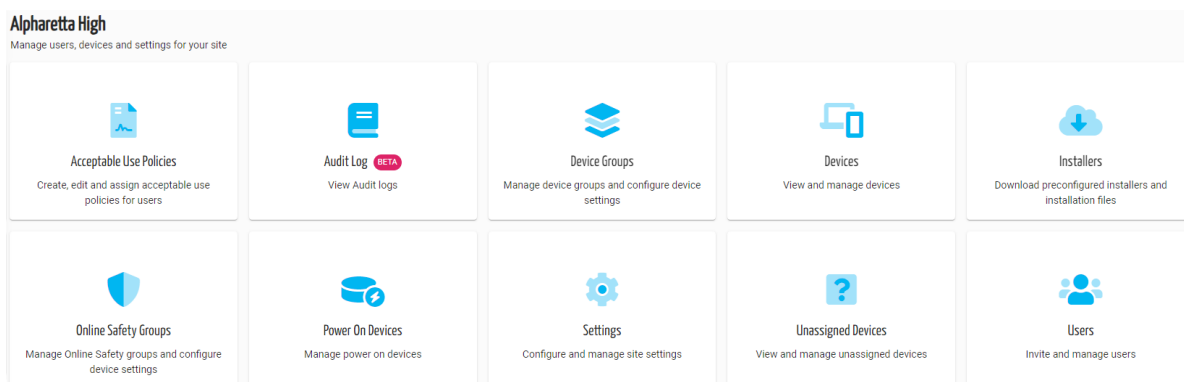 Alpharetta High
Manage users, devices and settings for your site
Acceptable Use Policies
Create, edit and assign acceptable use
policies for users
Audit Log BETA
View Audit logs
Device Groups
Manage device groups and configure device
settings
Devices
View and manage devices
Installers
Download preconfigured installers and
installation files
Online Safety Groups
Manage Online Safety groups and configure
device settings
Power On Devices
Manage power on devices
Settings
Configure and manage site settings
Unassigned Devices
View and manage unassigned devices
Users
Invite and manage users